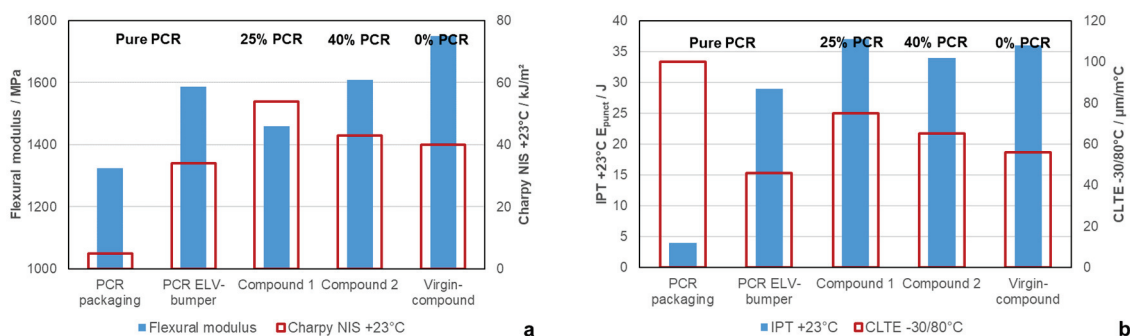 1800
1600
1400
1200
1000
Flexural modulus / MPa
80
60
40
20
0
Charpy NIS +23°C / kJ/m²
Pure PCR
25% PCR
40% PCR
0% PCR
PCR packaging
PCR ELV-bumper
Compound 1
Compound 2
Virgin-compound
Flexural modulus
Charpy NIS +23°C
a
40
35
30
25
20
15
10
5
0
IPT +23°C Epunct / J
120
100
80
60
40
20
0
CLTE -30/80°C / µm/m°C
Pure PCR
25% PCR
40% PCR
0% PCR
PCR packaging
PCR ELV-bumper
Compound 1
Compound 2
Virgin-compound
IPT +23°C
CLTE -30/80°C
b